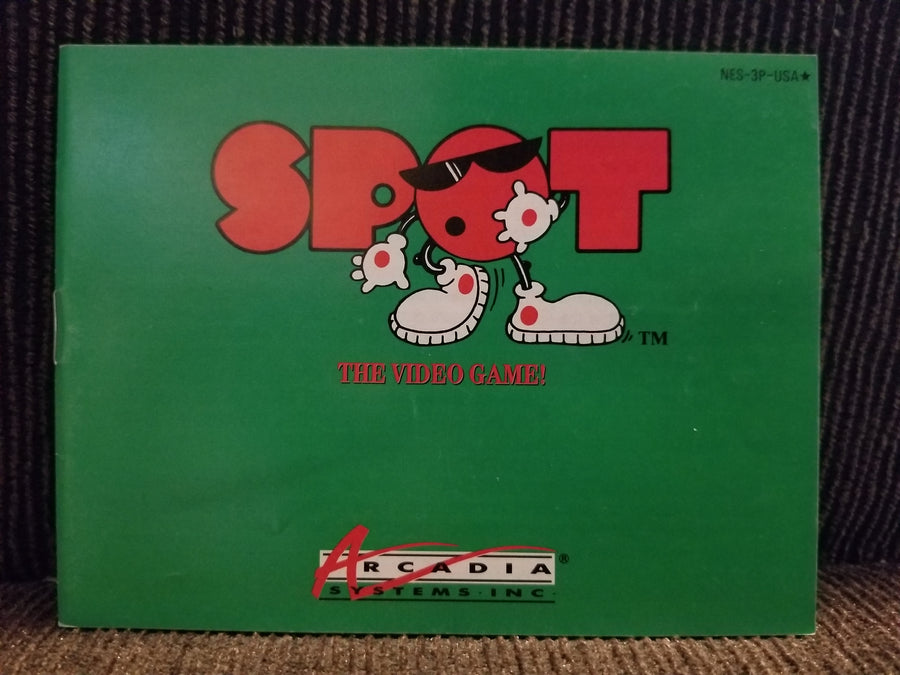 NES-3P-USA★
SPOT
TM
THE VIDEO GAME!
ARCADIA®
SYSTEMS·INC·